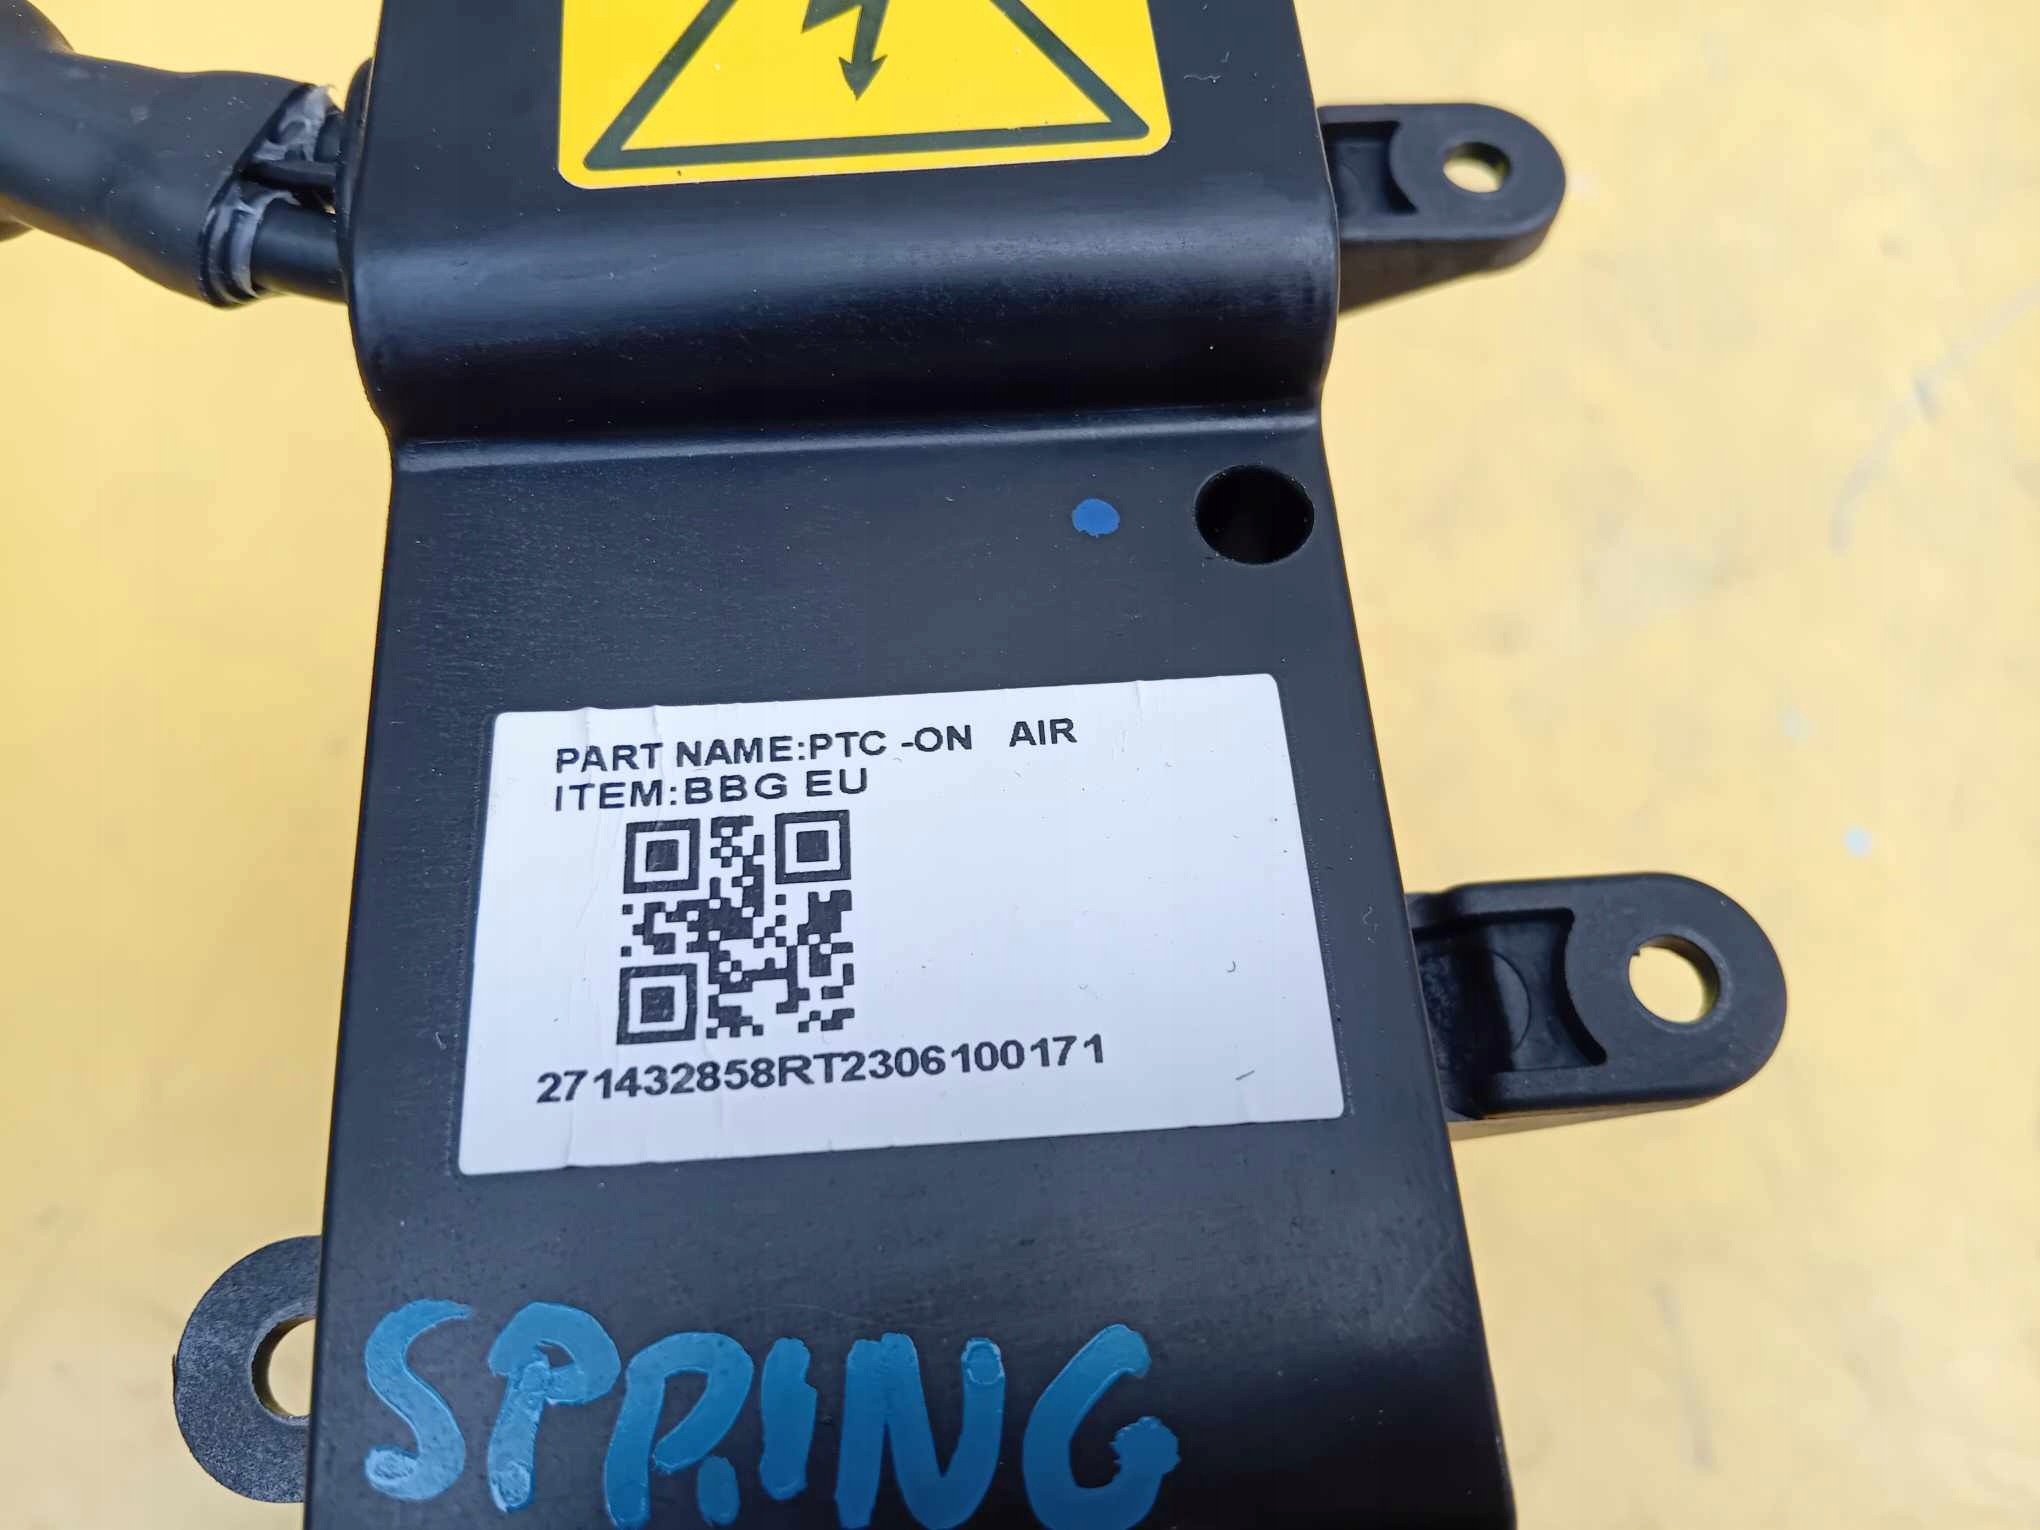 PART NAME:PTC -ON AIR
ITEM:BBG EU
271432858RT2306100171
SPRING